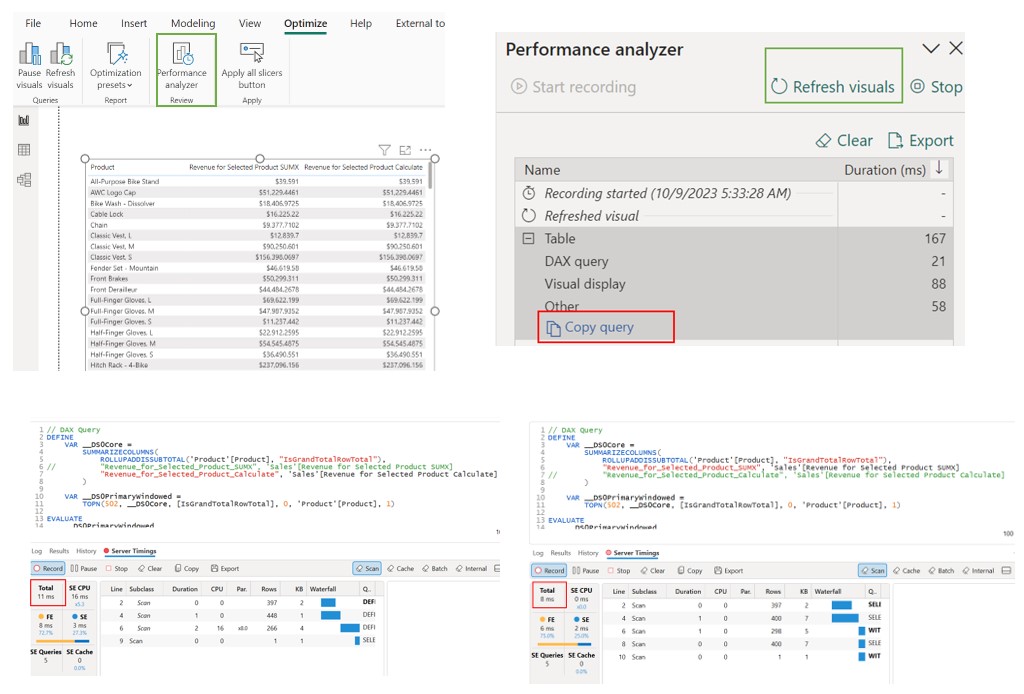 File Home Insert Modeling View Optimize Help External to
Pause visuals Refresh visuals Optimization presets Performance analyzer Apply all slicers button
Queries Report Review Apply
Product Revenue for Selected Product SUMX Revenue for Selected Product Calculate
All-Purpose Bike Stand $39,591 $39,591
AWC Logo Cap $51,229.4461 $51,229.4461
Bike Wash - Dissolver $18,406.9725 $18,406.9725
Cable Lock $16,225.22 $16,225.22
Chain $9,377.7102 $9,377.7102
Classic Vest, L $12,839.7 $12,839.7
Classic Vest, M $90,250.601 $90,250.601
Classic Vest, S $156,398.0697 $156,398.0697
Fender Set - Mountain $46,619.58 $46,619.58
Front Brakes $50,299.311 $50,299.311
Front Derailleur $44,484.2678 $44,484.2678
Full-Finger Gloves, L $69,622.199 $69,622.199
Full-Finger Gloves, M $47,987.9352 $47,987.9352
Full-Finger Gloves, S $11,237.442 $11,237.442
Half-Finger Gloves, L $22,912.2595 $22,912.2595
Half-Finger Gloves, M $54,545.4875 $54,545.4875
Half-Finger Gloves, S $36,490.551 $36,490.551
Hitch Rack - 4-Bike $237,096.156 $237,096.156
Performance analyzer
Start recording Refresh visuals Stop
Clear Export
Name Duration (ms)
Recording started (10/9/2023 5:33:28 AM) -
Refreshed visual -
Table 167
DAX query 21
Visual display 88
Other 58
Copy query
1 // DAX Query
2 DEFINE
3 VAR __DS0Core =
4 SUMMARIZECOLUMNS(
5 ROLLUPADDISSUBTOTAL('Product'[Product], "IsGrandTotalRowTotal"),
6 // "Revenue_for_Selected_Product_SUMX", 'Sales'[Revenue for Selected Product SUMX]
7 "Revenue_for_Selected_Product_Calculate", 'Sales'[Revenue for Selected Product Calculate]
8 )
9
10 VAR __DS0PrimaryWindowed =
11 TOPN(502, __DS0Core, [IsGrandTotalRowTotal], 0, 'Product'[Product], 1)
12
13 EVALUATE
14 __DS0PrimaryWindowed
Log Results History Server Timings
Record Pause Stop Clear Copy Export Scan Cache Batch Internal
Total SE CPU Line Subclass Duration CPU Par. Rows KB Waterfall Q..
11 ms 16 ms
x5.3
2 Scan 0 0 397 2 DEFI
4 Scan 1 0 448 1 DEFI
6 Scan 2 16 x8.0 266 4 DEFI
9 Scan 0 1 1 SELE
FE SE
8 ms 3 ms
72.7% 27.3%
SE Queries SE Cache
5 0
0.0%
1 // DAX Query
2 DEFINE
3 VAR __DS0Core =
4 SUMMARIZECOLUMNS(
5 ROLLUPADDISSUBTOTAL('Product'[Product], "IsGrandTotalRowTotal"),
6 "Revenue_for_Selected_Product_SUMX", 'Sales'[Revenue for Selected Product SUMX]
7 // "Revenue_for_Selected_Product_Calculate", 'Sales'[Revenue for Selected Product Calculate]
8 )
9
10 VAR __DS0PrimaryWindowed =
11 TOPN(502, __DS0Core, [IsGrandTotalRowTotal], 0, 'Product'[Product], 1)
12
13 EVALUATE
14 __DS0PrimaryWindowed
100
Log Results History Server Timings
Record Pause Stop Clear Copy Export Scan Cache Batch Internal
Total SE CPU Line Subclass Duration CPU Par. Rows KB Waterfall Q..
8 ms 0 ms
x0.0
2 Scan 0 0 397 2 SELE
4 Scan 1 0 400 7 SELE
6 Scan 1 0 298 5 WIT
8 Scan 0 0 400 7 SELE
10 Scan 0 0 1 1 WIT
FE SE
6 ms 2 ms
75.0% 25.0%
SE Queries SE Cache
5 0
0.0%